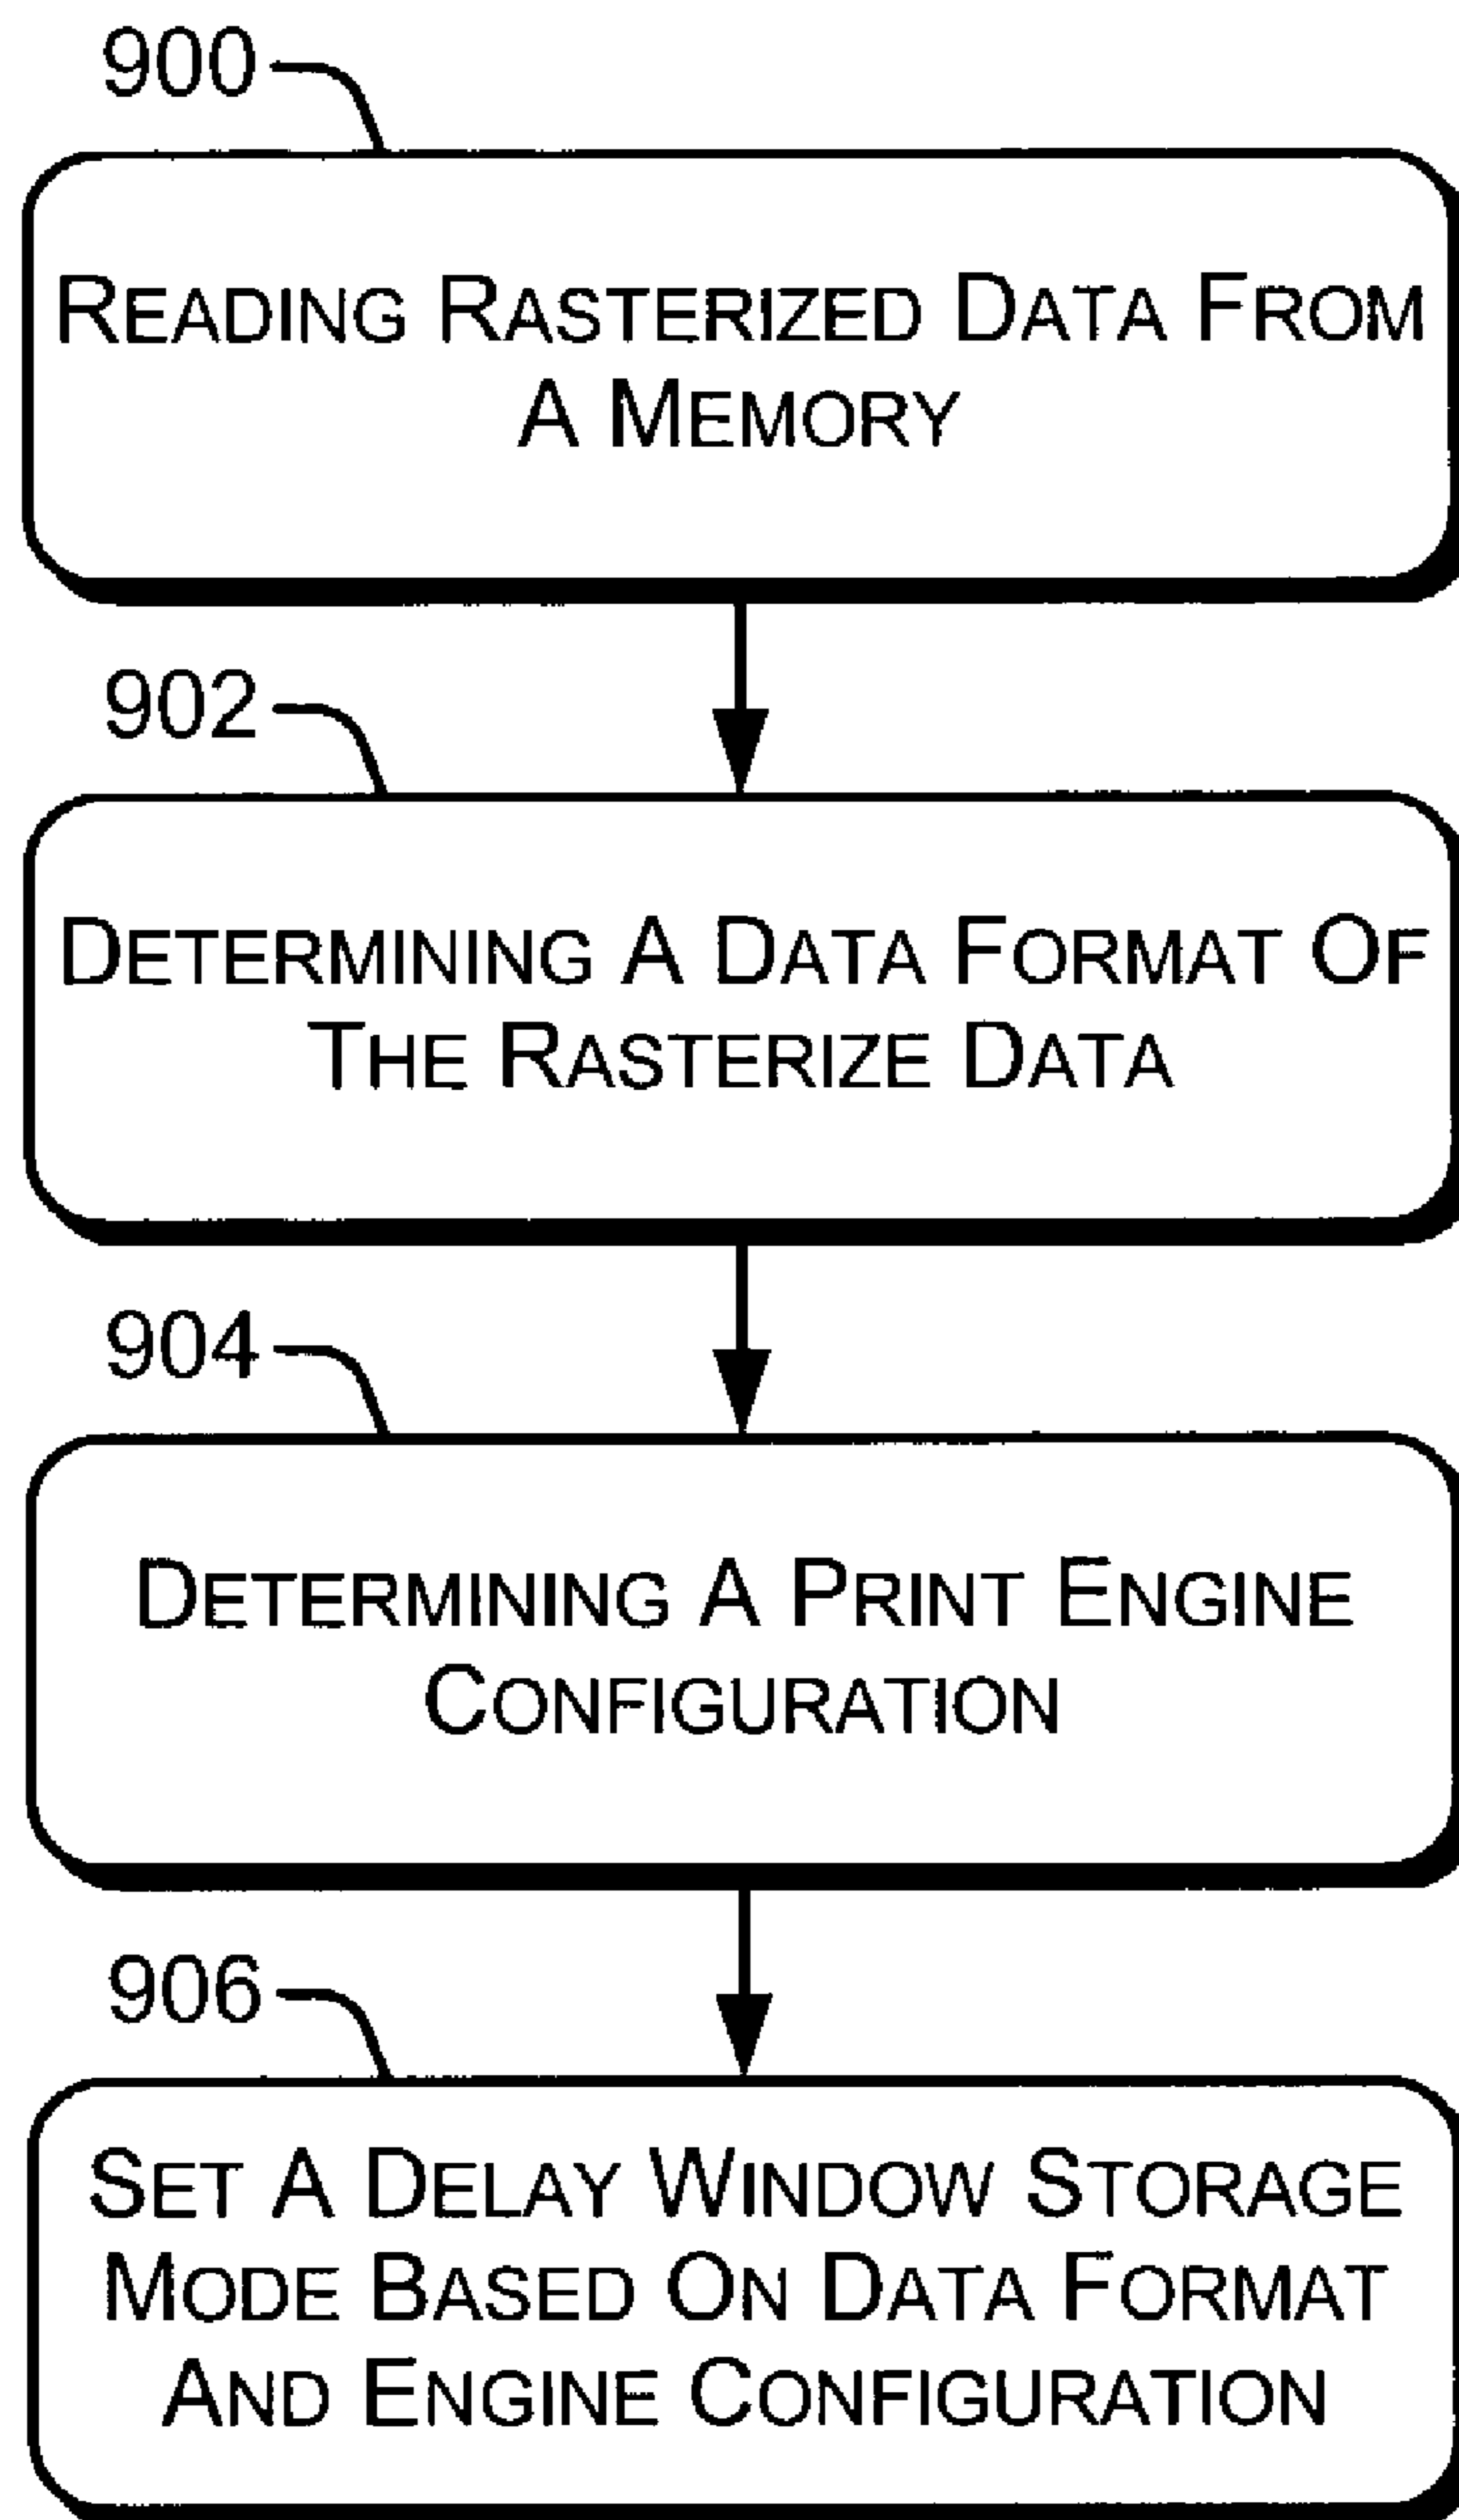 900
READING RASTERIZED DATA FROM
A MEMORY
902
DETERMINING A DATA FORMAT OF
THE RASTERIZE DATA
904
DETERMINING A PRINT ENGINE
CONFIGURATION
906
SET A DELAY WINDOW STORAGE
MODE BASED ON DATA FORMAT
AND ENGINE CONFIGURATION